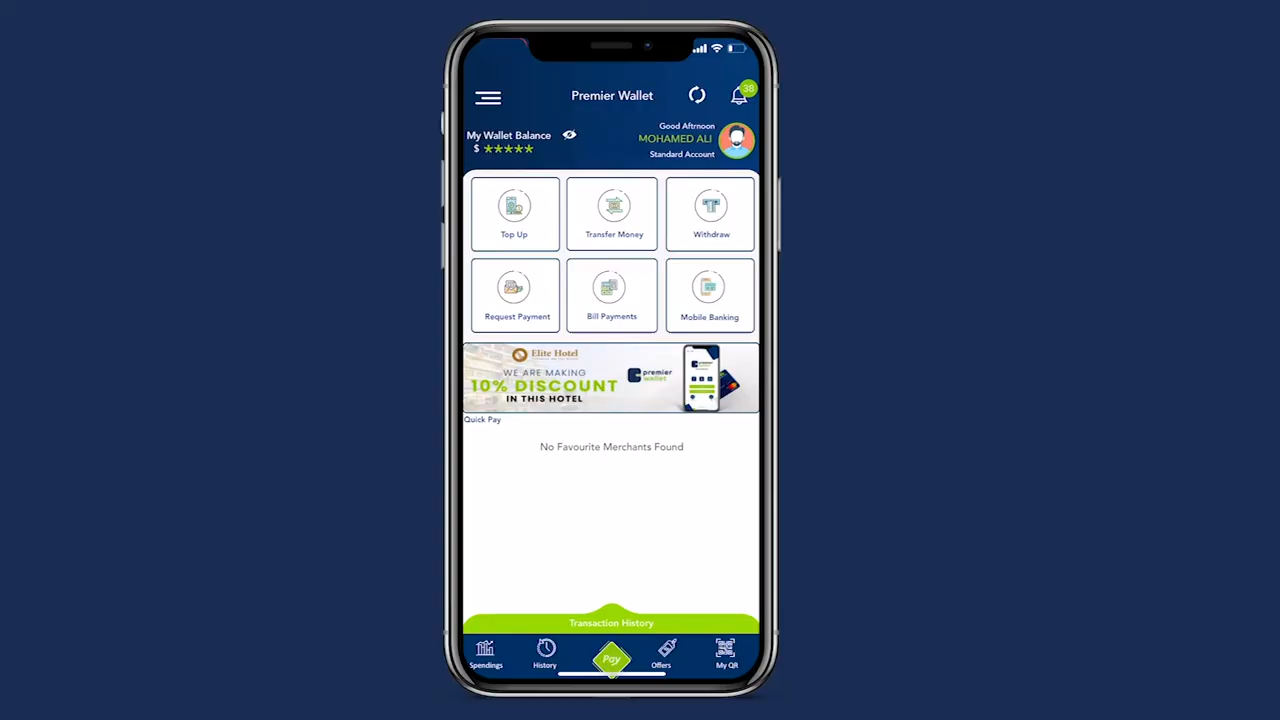 Premier Wallet
38
My Wallet Balance
$ *****
Good Aftrnoon
MOHAMED ALI
Standard Account
Top Up
Transfer Money
Withdraw
Request Payment
Bill Payments
Mobile Banking
Elite Hotel
WE ARE MAKING
10% DISCOUNT
IN THIS HOTEL
premier
wallet
Quick Pay
No Favourite Merchants Found
Transaction History
Spendings
History
Pay
Offers
My QR